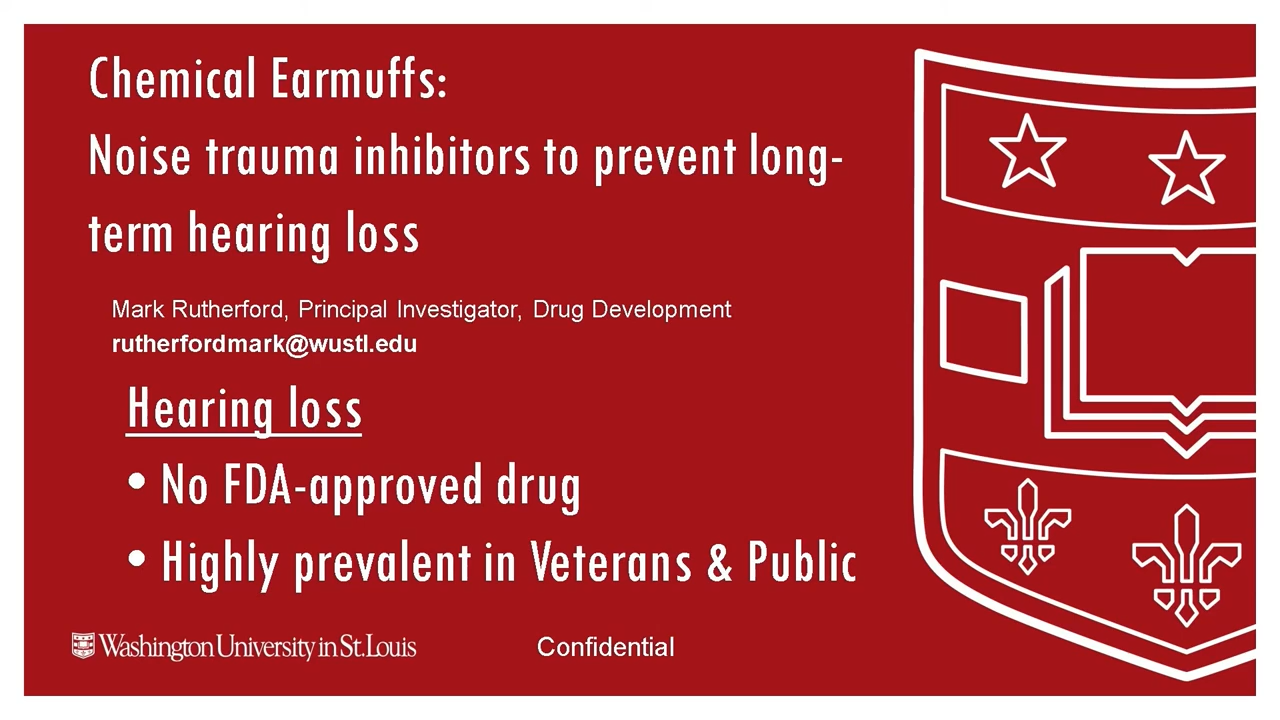 Chemical Earmuffs:
Noise trauma inhibitors to prevent long-
term hearing loss
Mark Rutherford, Principal Investigator, Drug Development
rutherfordmark@wustl.edu
Hearing loss
• No FDA-approved drug
• Highly prevalent in Veterans & Public
Washington University in St. Louis
Confidential